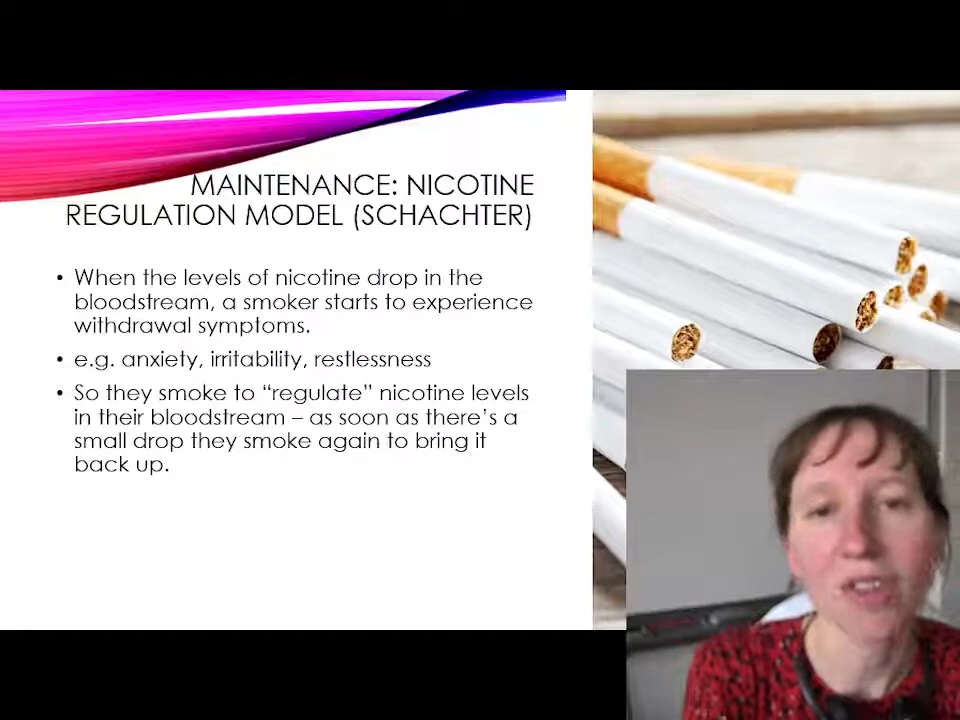 MAINTENANCE: NICOTINE
REGULATION MODEL (SCHACHTER)
• When the levels of nicotine drop in the
bloodstream, a smoker starts to experience
withdrawal symptoms.
• e.g. anxiety, irritability, restlessness
• So they smoke to “regulate” nicotine levels
in their bloodstream – as soon as there’s a
small drop they smoke again to bring it
back up.